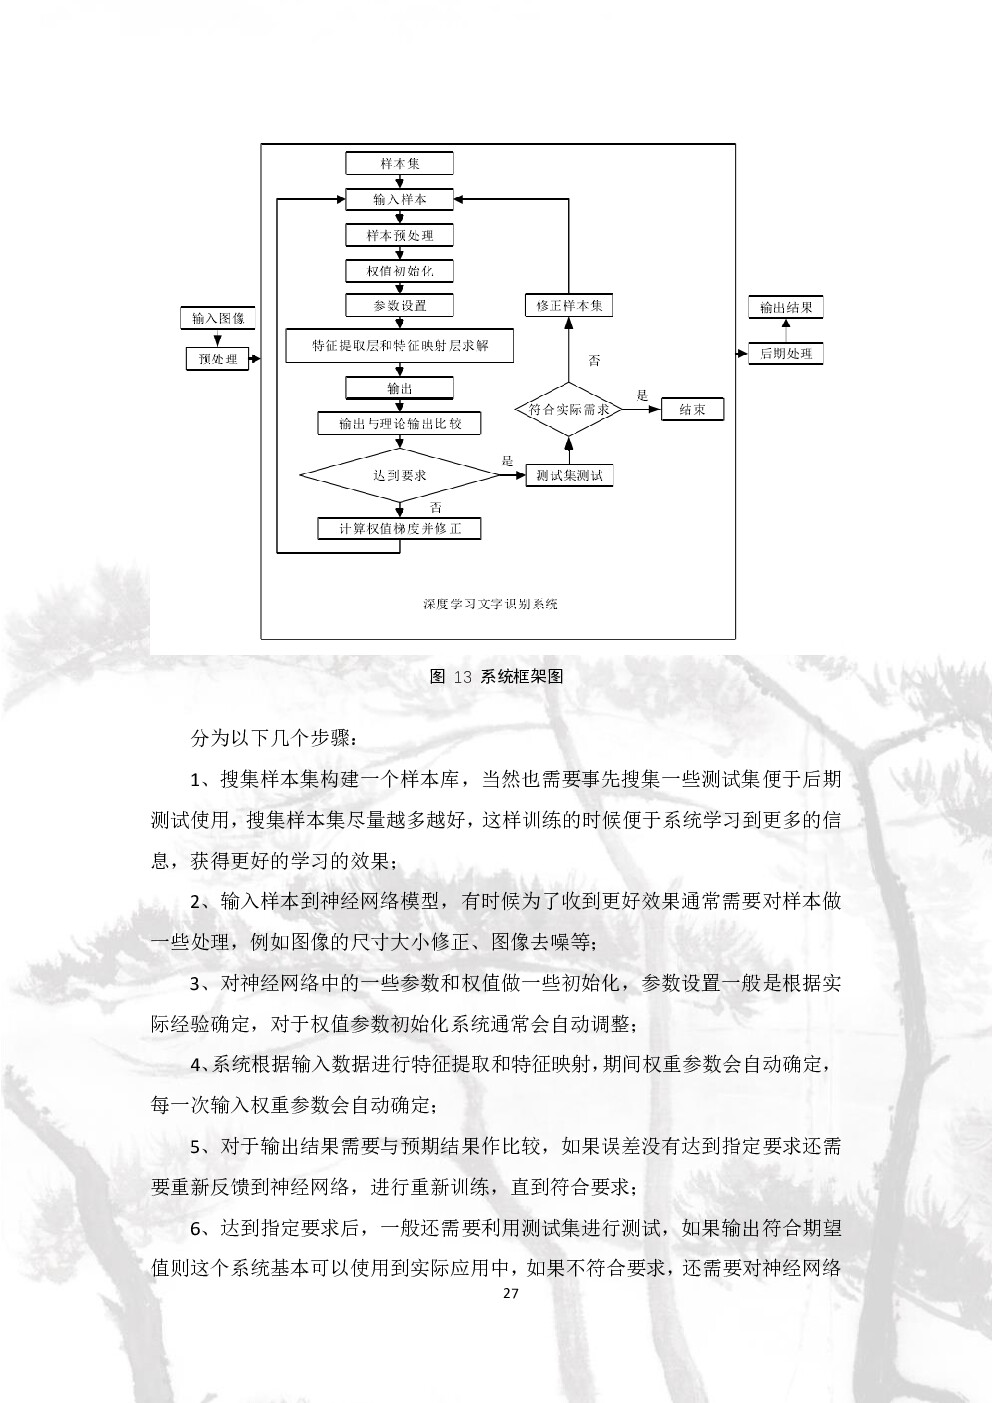 样本集
输入样本
样本预处理
权值初始化
参数设置
特征提取层和特征映射层求解
输出
输出与理论输出比较
达到要求
是
否
计算权值梯度并修正
修正样本集
否
符合实际需求
是
结束
测试集测试
输入图像
预处理
输出结果
后期处理
深度学习文字识别系统
图 13 系统框架图
分为以下几个步骤：
1、搜集样本集构建一个样本库，当然也需要事先搜集一些测试集便于后期
测试使用，搜集样本集尽量越多越好，这样训练的时候便于系统学习到更多的信
息，获得更好的学习的效果；
2、输入样本到神经网络模型，有时候为了收到更好效果通常需要对样本做
一些处理，例如图像的尺寸大小修正、图像去噪等；
3、对神经网络中的一些参数和权值做一些初始化，参数设置一般是根据实
际经验确定，对于权值参数初始化系统通常会自动调整；
4、系统根据输入数据进行特征提取和特征映射，期间权重参数会自动确定，
每一次输入权重参数会自动确定；
5、对于输出结果需要与预期结果作比较，如果误差没有达到指定要求还需
要重新反馈到神经网络，进行重新训练，直到符合要求；
6、达到指定要求后，一般还需要利用测试集进行测试，如果输出符合期望
值则这个系统基本可以使用到实际应用中，如果不符合要求，还需要对神经网络
27